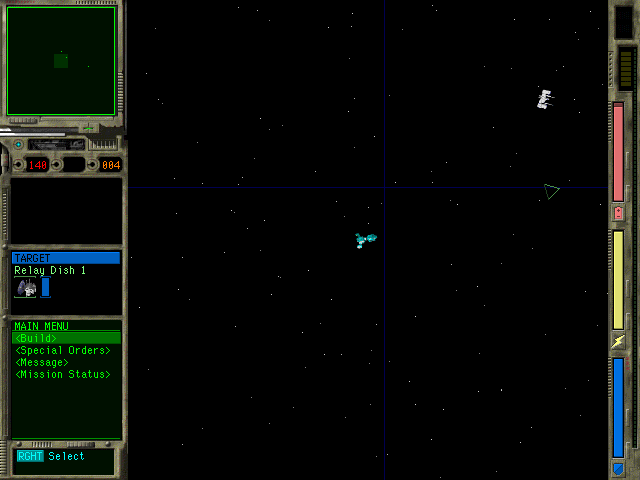 140
004
TARGET
Relay Dish 1
MAIN MENU
<Build>
<Special Orders>
<Message>
<Mission Status>
RGHT Select